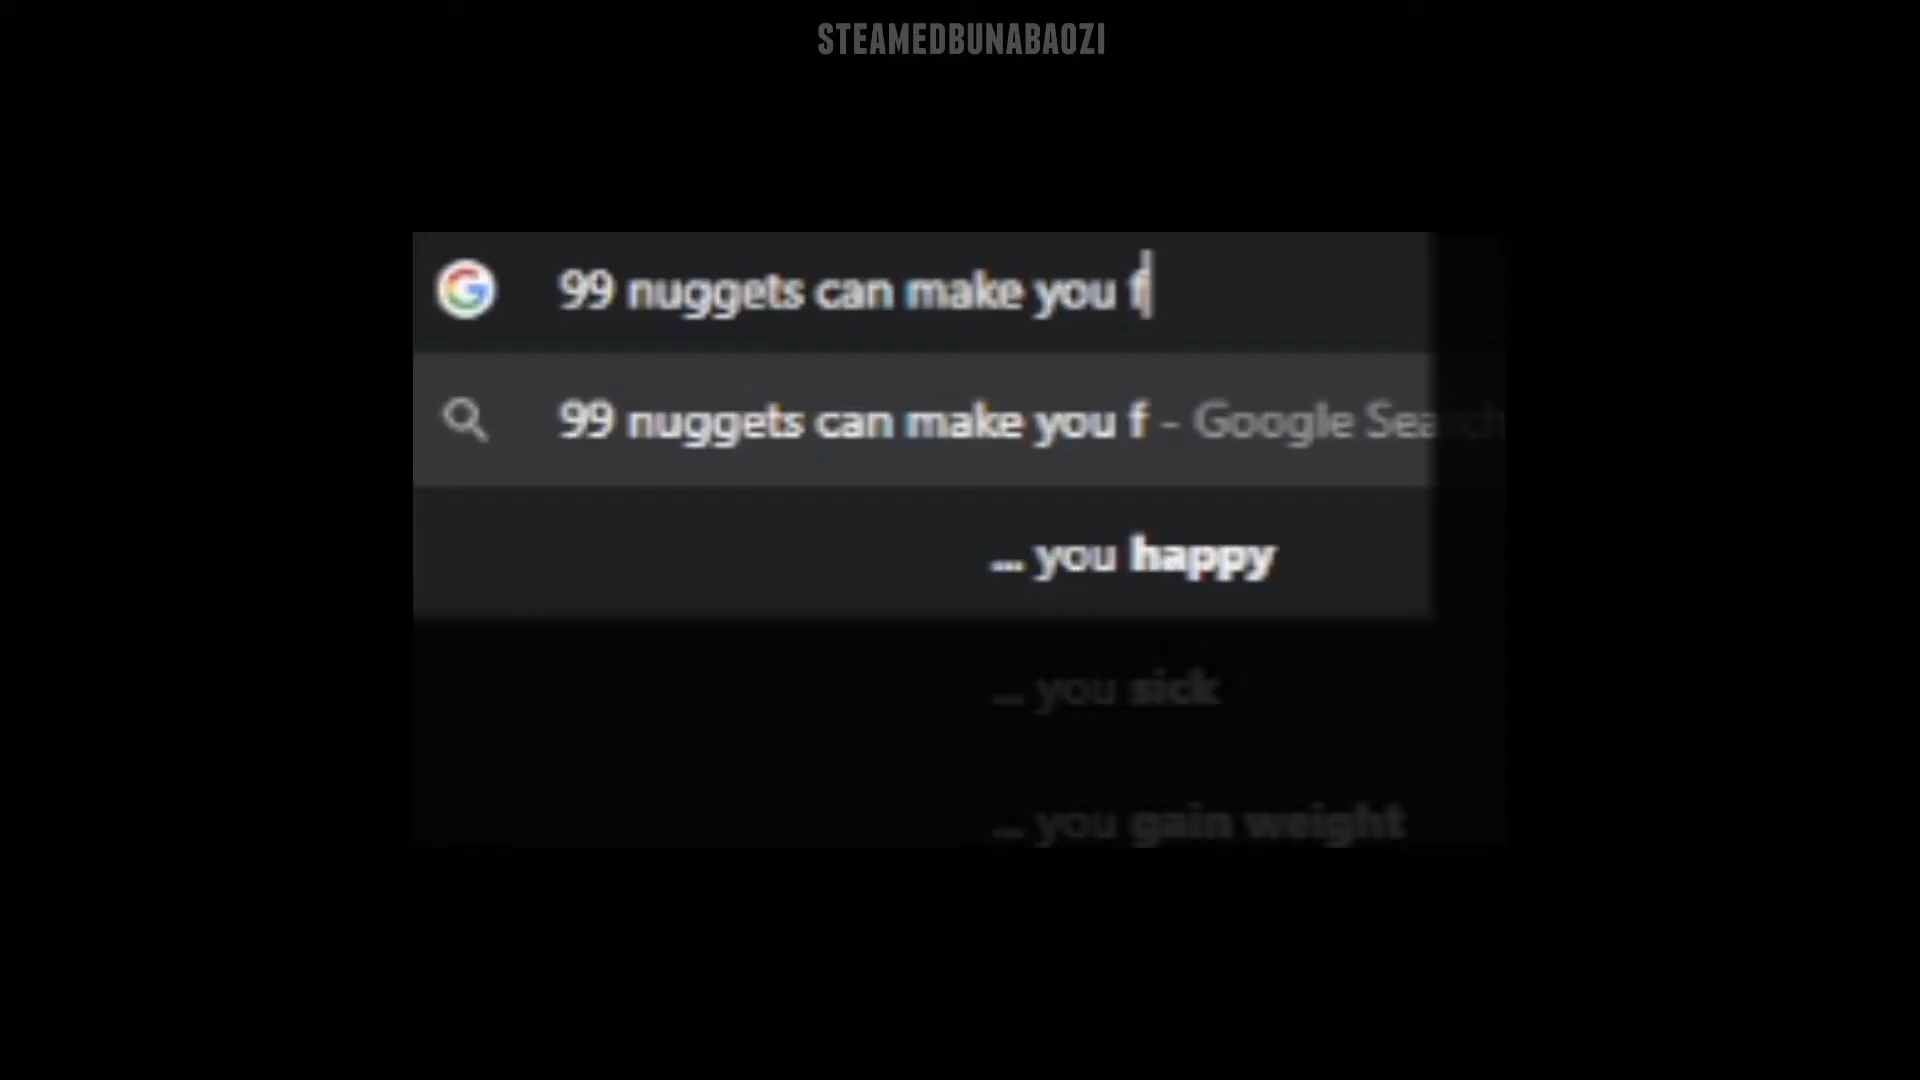 STEAMEDBUNABAOZI
99 nuggets can make you f
99 nuggets can make you f - Google Search
... you happy
... you sick
... you gain weight